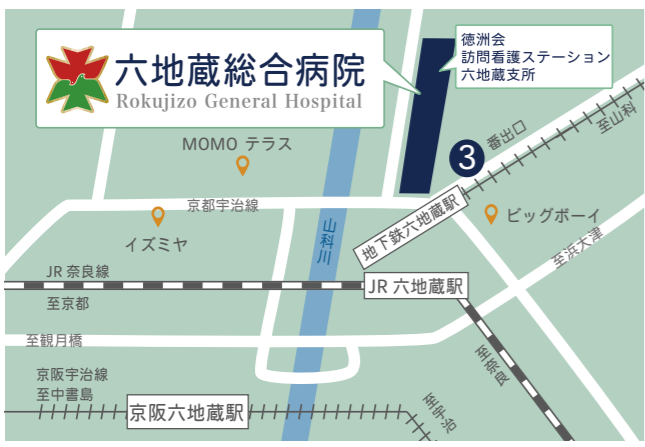 六地蔵総合病院
Rokujizo General Hospital
徳洲会
訪問看護ステーション
六地蔵支所
MOMO テラス
3
番出口
至山科
京都宇治線
イズミヤ
山科川
地下鉄六地蔵駅
ビッグボーイ
至浜大津
JR 奈良線
JR 六地蔵駅
至京都
至観月橋
至奈良
京阪宇治線
至中書島
京阪六地蔵駅
至宇治